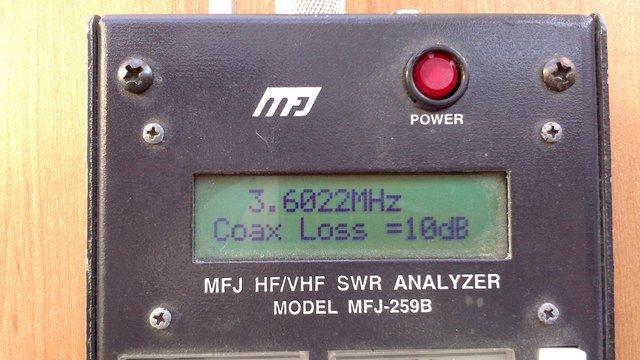 MFJ
POWER
3.6022MHz
Coax Loss =10dB
MFJ HF/VHF SWR ANALYZER
MODEL MFJ-259B